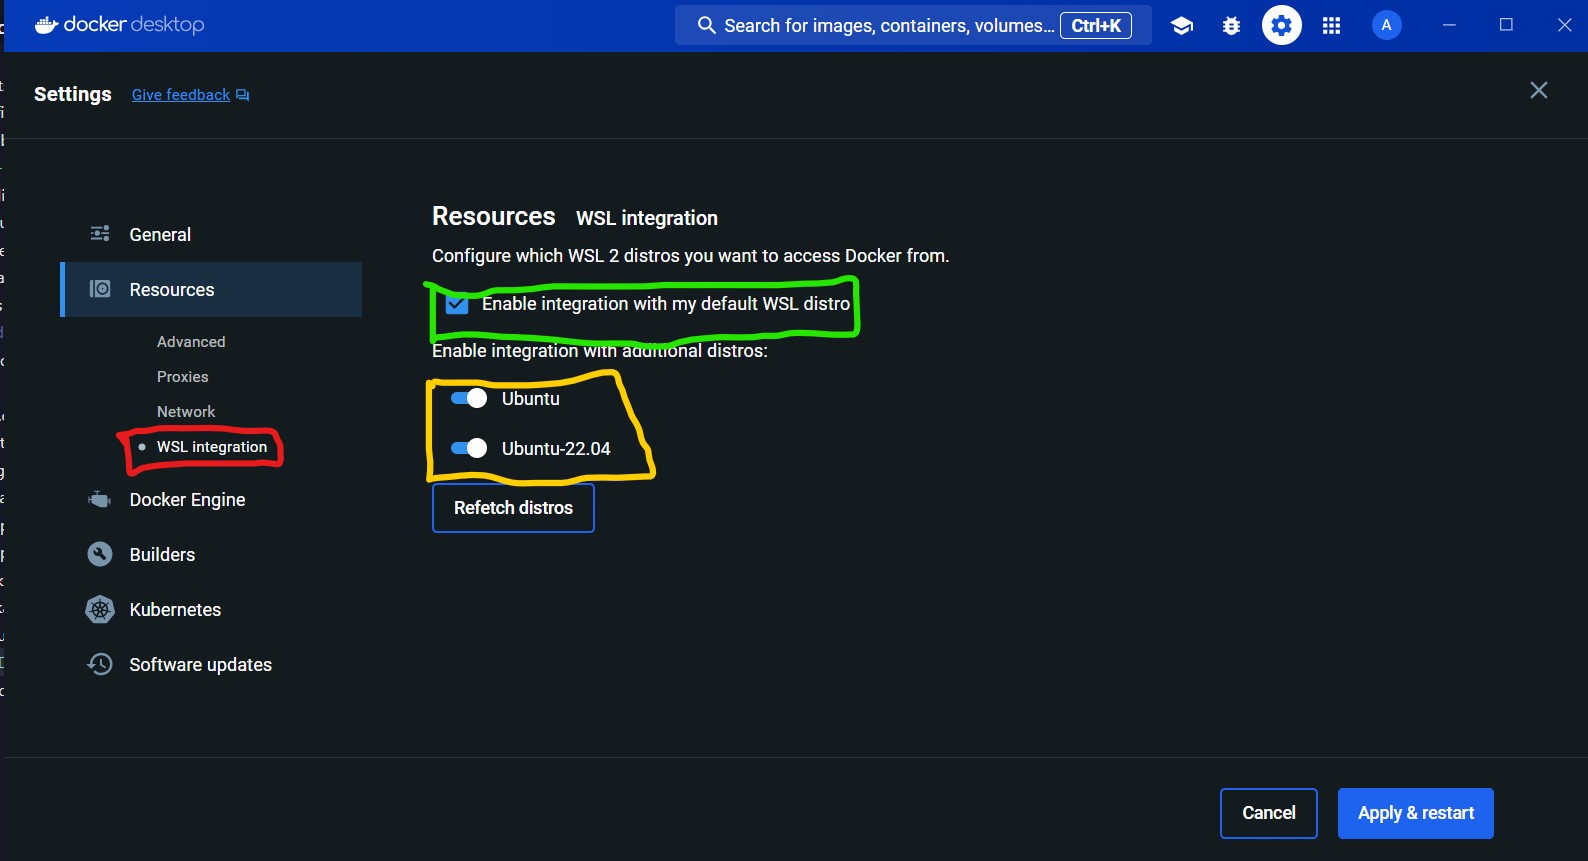 docker desktop
Search for images, containers, volumes... Ctrl+K
A
Settings Give feedback
General
Resources
Advanced
Proxies
Network
WSL integration
Docker Engine
Builders
Kubernetes
Software updates
Resources WSL integration
Configure which WSL 2 distros you want to access Docker from.
Enable integration with my default WSL distro
Enable integration with additional distros:
Ubuntu
Ubuntu-22.04
Refetch distros
Cancel Apply & restart